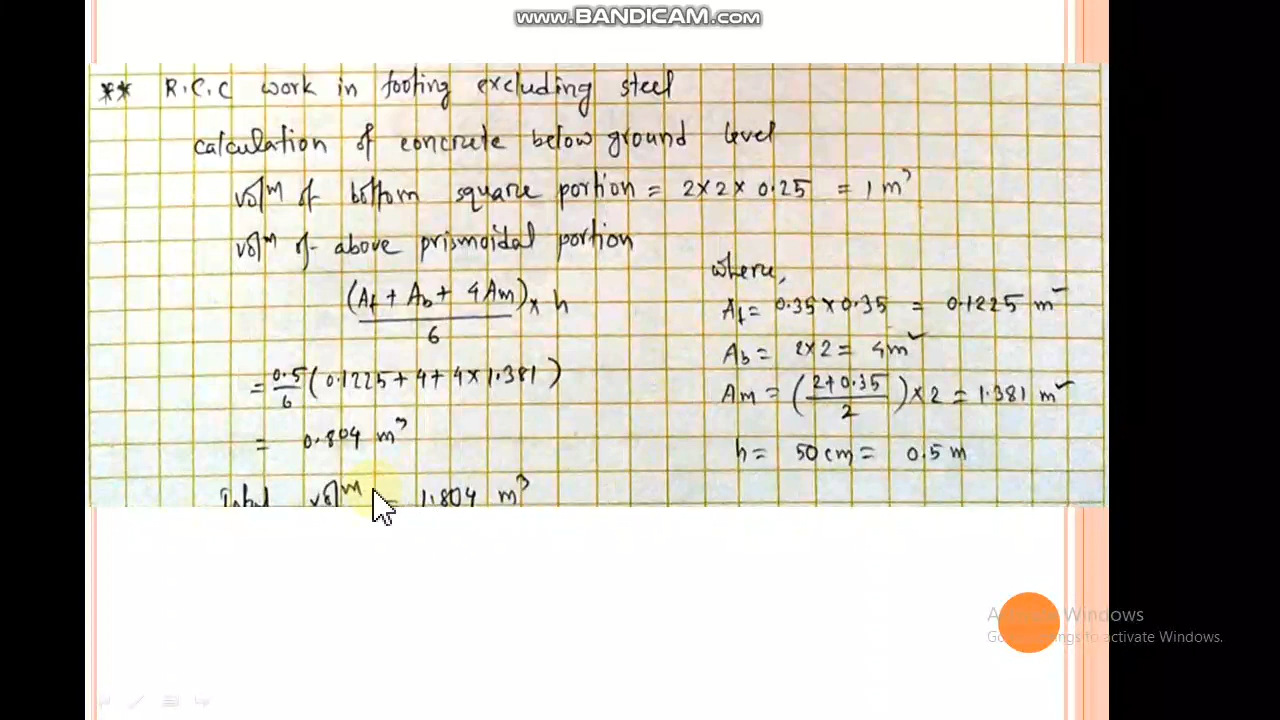 www.BANDICAM.com
** R.C.C work in footing excluding steel
calculation of concrete below ground level
volm of bottom square portion = 2×2×0.25 = 1 m³
volm of above prismoidal portion
(At + Ab + 4Am) × h
6
= 0.5/6 (0.1225 + 4 + 4×1.381)
= 0.804 m³
Total volm = 1.804 m³
where,
At = 0.35×0.35 = 0.1225 m²
Ab = 2×2 = 4m²
Am = (2+0.35/2)×2 = 1.381 m²
h = 50cm = 0.5 m
Activate Windows
Go to Settings to activate Windows.